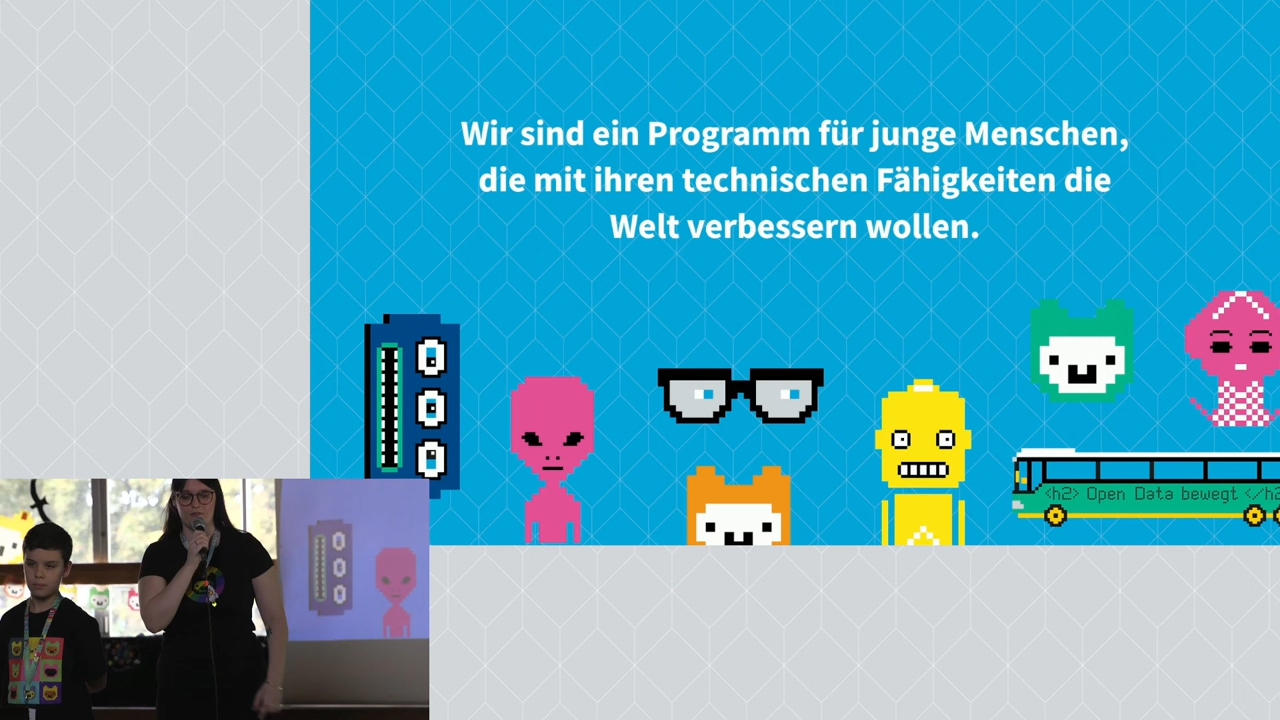 Wir sind ein Programm für junge Menschen,
die mit ihren technischen Fähigkeiten die
Welt verbessern wollen.
<h2> Open Data bewegt </h2